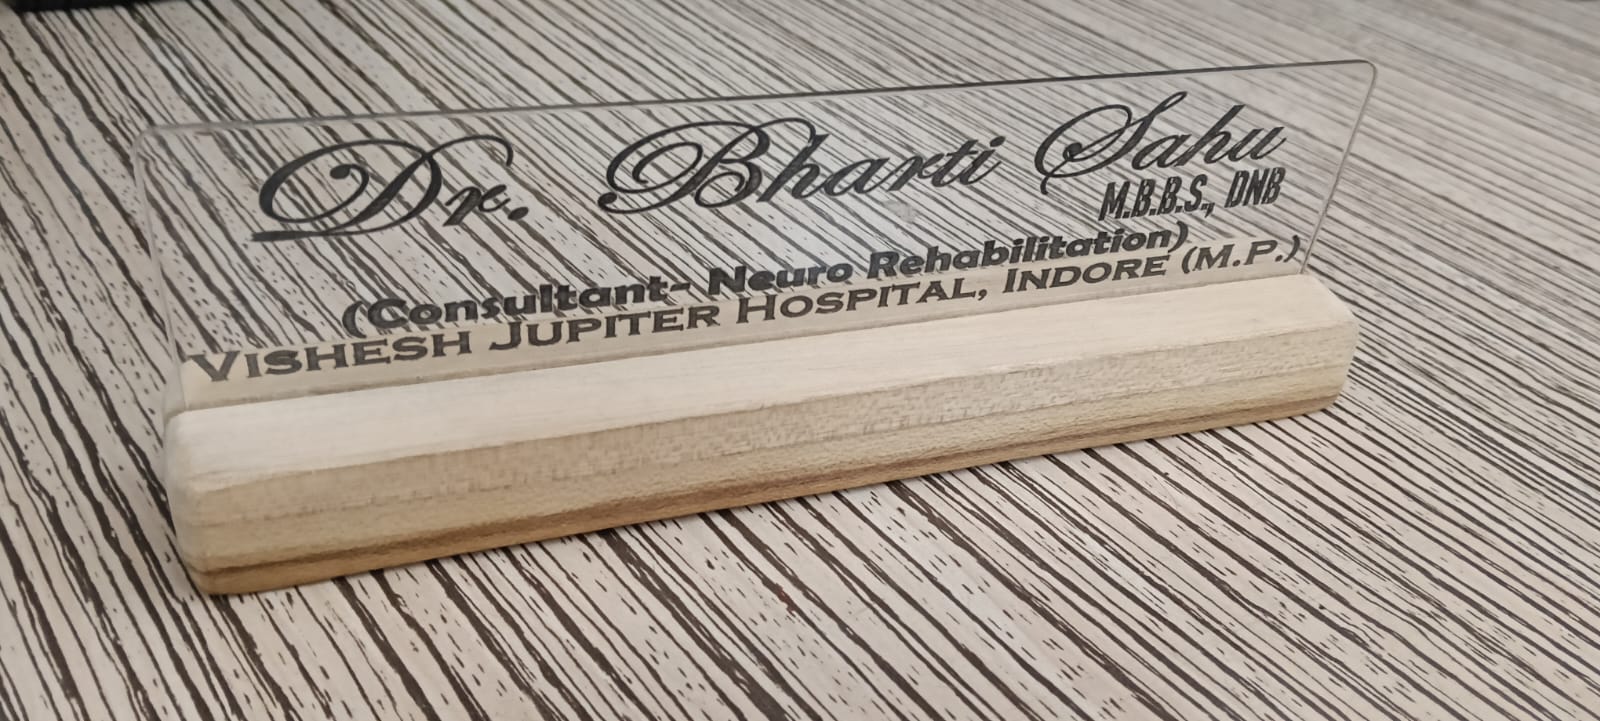 Dr. Bharti Sahu
M.B.B.S., DNB
(Consultant- Neuro Rehabilitation)
VISHESH JUPITER HOSPITAL, INDORE (M.P.)